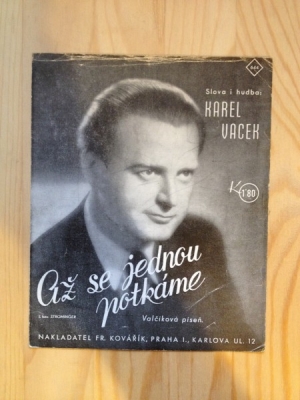 Slova i hudba:
KAREL
VACEK
K 1'80
Až se jednou
potkáme
Valčíková píseň.
NAKLADATEL FR. KOVÁŘÍK, PRAHA I., KARLOVA UL. 12